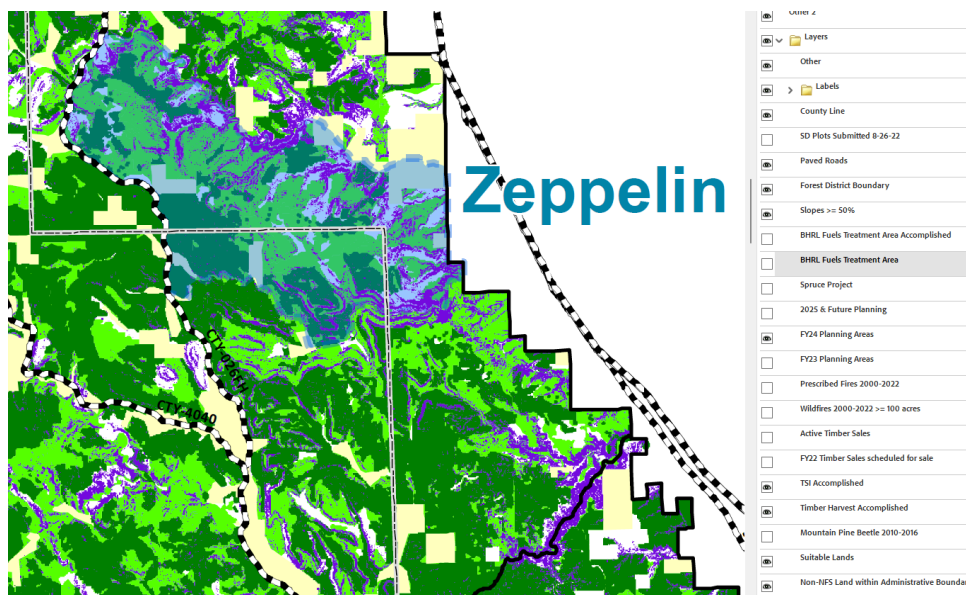 Zeppelin
CTY-0263H
CTY-4040
Other 2
Layers
Other
Labels
County Line
SD Plots Submitted 8-26-22
Paved Roads
Forest District Boundary
Slopes >= 50%
BHRL Fuels Treatment Area Accomplished
BHRL Fuels Treatment Area
Spruce Project
2025 & Future Planning
FY24 Planning Areas
FY23 Planning Areas
Prescribed Fires 2000-2022
Wildfires 2000-2022 >= 100 acres
Active Timber Sales
FY22 Timber Sales scheduled for sale
TSI Accomplished
Timber Harvest Accomplished
Mountain Pine Beetle 2010-2016
Suitable Lands
Non-NFS Land within Administrative Boundar